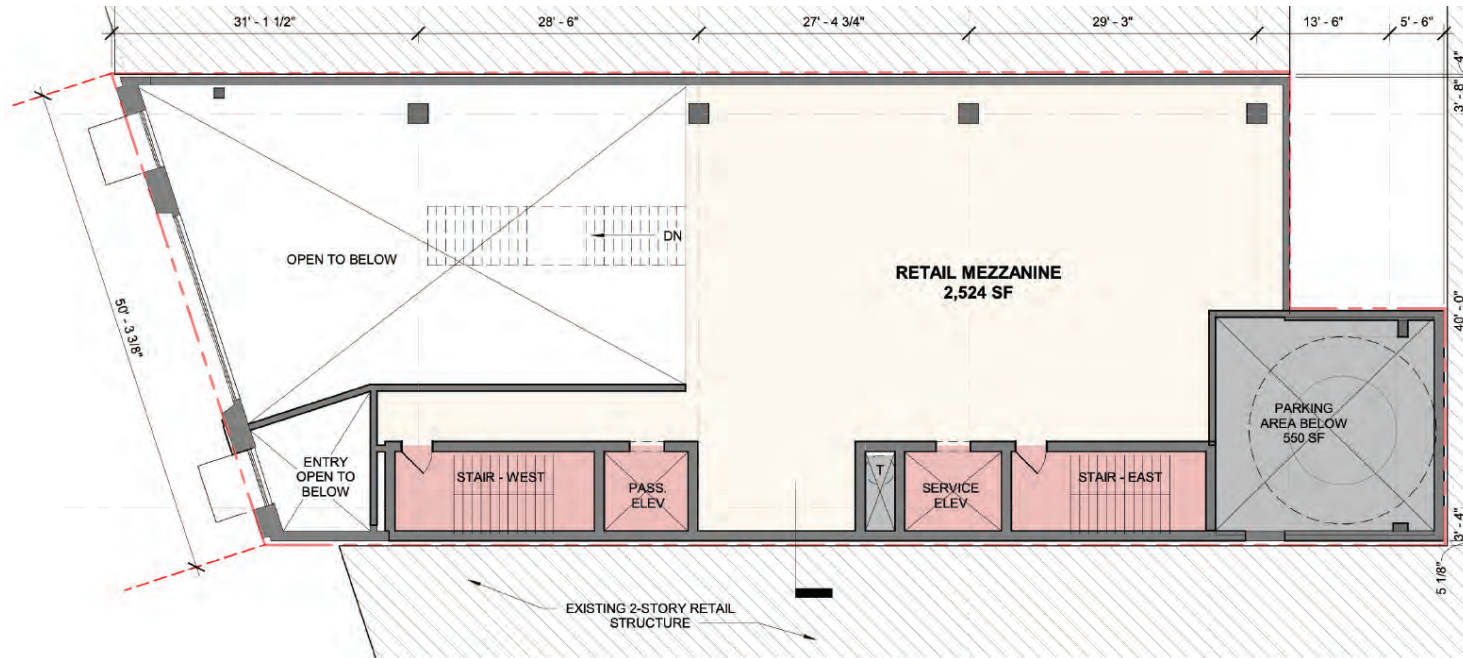 31' - 1 1/2"
28' - 6"
27' - 4 3/4"
29' - 3"
13' - 6"
5' - 6"
4"
3' - 8"
DN
OPEN TO BELOW
RETAIL MEZZANINE
2,524 SF
50' - 3 3/8"
40' - 0"
PARKING
AREA BELOW
550 SF
ENTRY
OPEN TO
BELOW
STAIR - WEST
PASS.
ELEV
T
SERVICE
ELEV
STAIR - EAST
3' - 4"
5 1/8"
EXISTING 2-STORY RETAIL
STRUCTURE